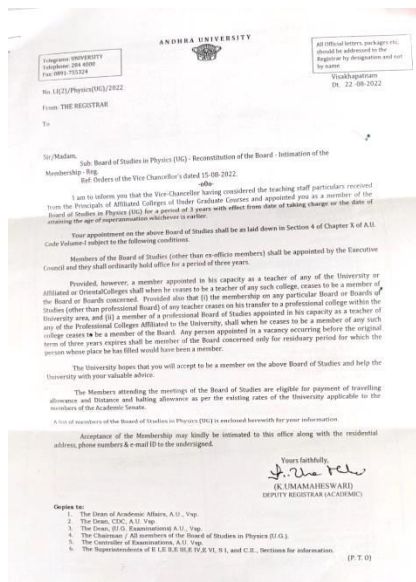 ANDHRA UNIVERSITY
Telegrams: UNIVERSITY
Telephone: 284 4000
Fax: 0891-755324
All Official letters, packages etc,
should be addressed to the
Registrar by designation and not
by name
Visakhapatnam
Dt. 22-08-2022
No. L1(2)/Physics(UG)/2022
From: THE REGISTRAR
To
Sir/Madam,
Sub: Board of Studies in Physics (UG) - Reconstitution of the Board - Intimation of the
Membership - Reg.
Ref: Orders of the Vice Chancellor's dated 15-08-2022.
-o0o-
I am to inform you that the Vice-Chancellor having considered the teaching staff particulars received
from the Principals of Affiliated Colleges of Under Graduate Courses and appointed you as a member of the
Board of Studies in Physics (UG) for a period of 3 years with effect from date of taking charge or the date of
attaining the age of superannuation whichever is earlier.
Your appointment on the above Board of Studies shall be as laid down in Section 4 of Chapter X of A.U.
Code Volume-I subject to the following conditions.
Members of the Board of Studies (other than ex-officio members) shall be appointed by the Executive
Council and they shall ordinarily hold office for a period of three years.
Provided, however, a member appointed in his capacity as a teacher of any of the University or
Affiliated or OrientalColleges shall when he ceases to be a teacher of any such college, ceases to be a member of
the Board or Boards concerned. Provided also that (i) the membership on any particular Board or Boards of
Studies (other than professional Board) of any teacher ceases on his transfer to a professional college within the
University area, and (ii) a member of a professional Board of Studies appointed in his capacity as a teacher of
any of the Professional Colleges Affiliated to the University, shall when he ceases to be a member of any such
college ceases to be a member of the Board. Any person appointed in a vacancy occurring before the original
term of three years expires shall be member of the Board concerned only for residuary period for which the
person whose place he has filled would have been a member.
The University hopes that you will accept to be a member on the above Board of Studies and help the
University with your valuable advice.
The Members attending the meetings of the Board of Studies are eligible for payment of travelling
allowance and Distance and halting allowance as per the existing rates of the University applicable to the
members of the Academic Senate.
A list of members of the Board of Studies in Physics (UG) is enclosed herewith for your information.
Acceptance of the Membership may kindly be intimated to this office along with the residential
address, phone numbers & e-mail ID to the undersigned.
Yours faithfully,
(K.UMAMAHESWARI)
DEPUTY REGISTRAR (ACADEMIC)
Copies to:
1. The Dean of Academic Affairs, A.U., Vsp.
2. The Dean, CDC, A.U. Vsp.
3. The Dean, (U.G. Examinations) A.U., Vsp.
4. The Chairman / All members of the Board of Studies in Physics (U.G.).
5. The Controller of Examinations, A.U., Vsp.
6. The Superintendents of E I,E II,E III,E IV,E VI, S I, and C.E., Sections for information.
(P. T. O)